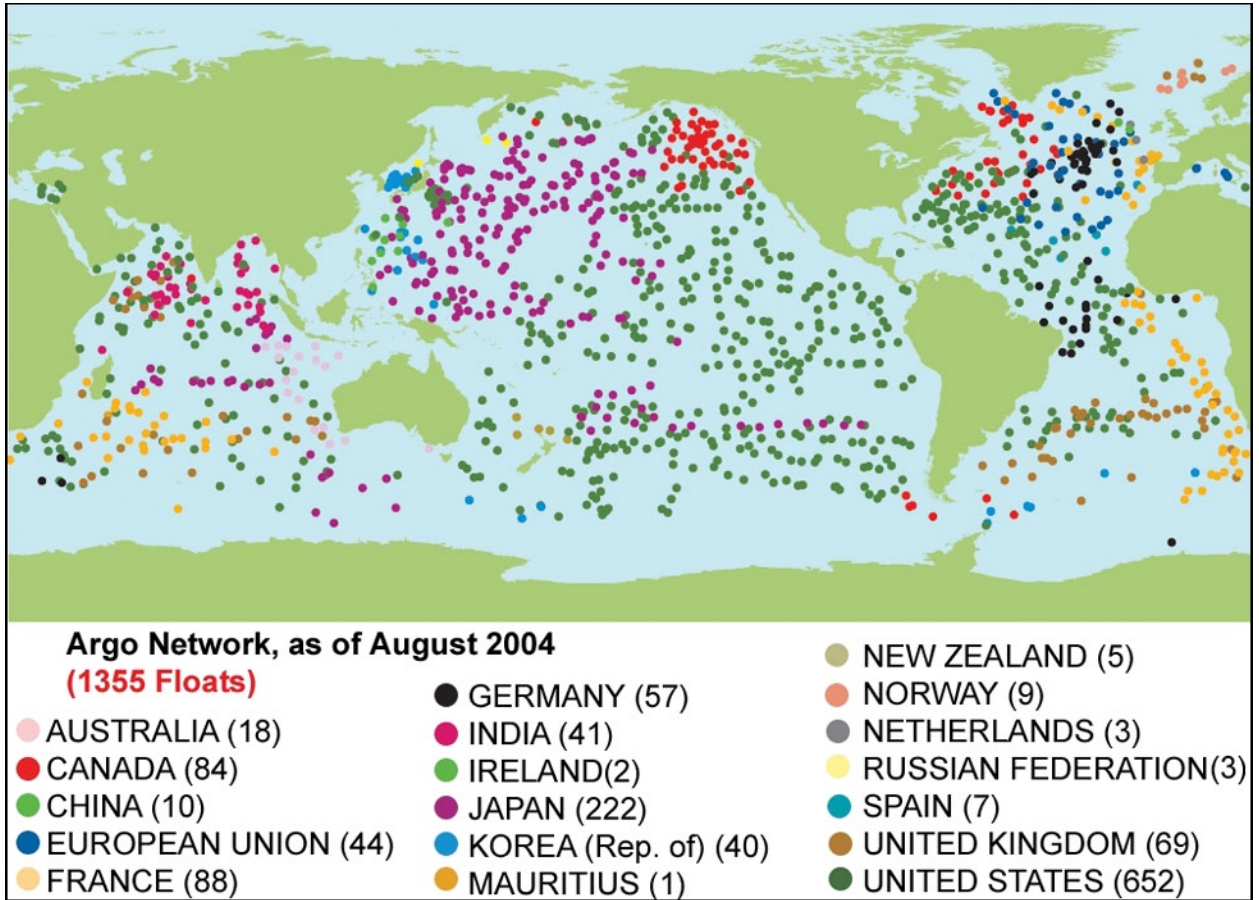 Argo Network, as of August 2004
(1355 Floats)
AUSTRALIA (18)
CANADA (84)
CHINA (10)
EUROPEAN UNION (44)
FRANCE (88)
GERMANY (57)
INDIA (41)
IRELAND(2)
JAPAN (222)
KOREA (Rep. of) (40)
MAURITIUS (1)
NEW ZEALAND (5)
NORWAY (9)
NETHERLANDS (3)
RUSSIAN FEDERATION(3)
SPAIN (7)
UNITED KINGDOM (69)
UNITED STATES (652)